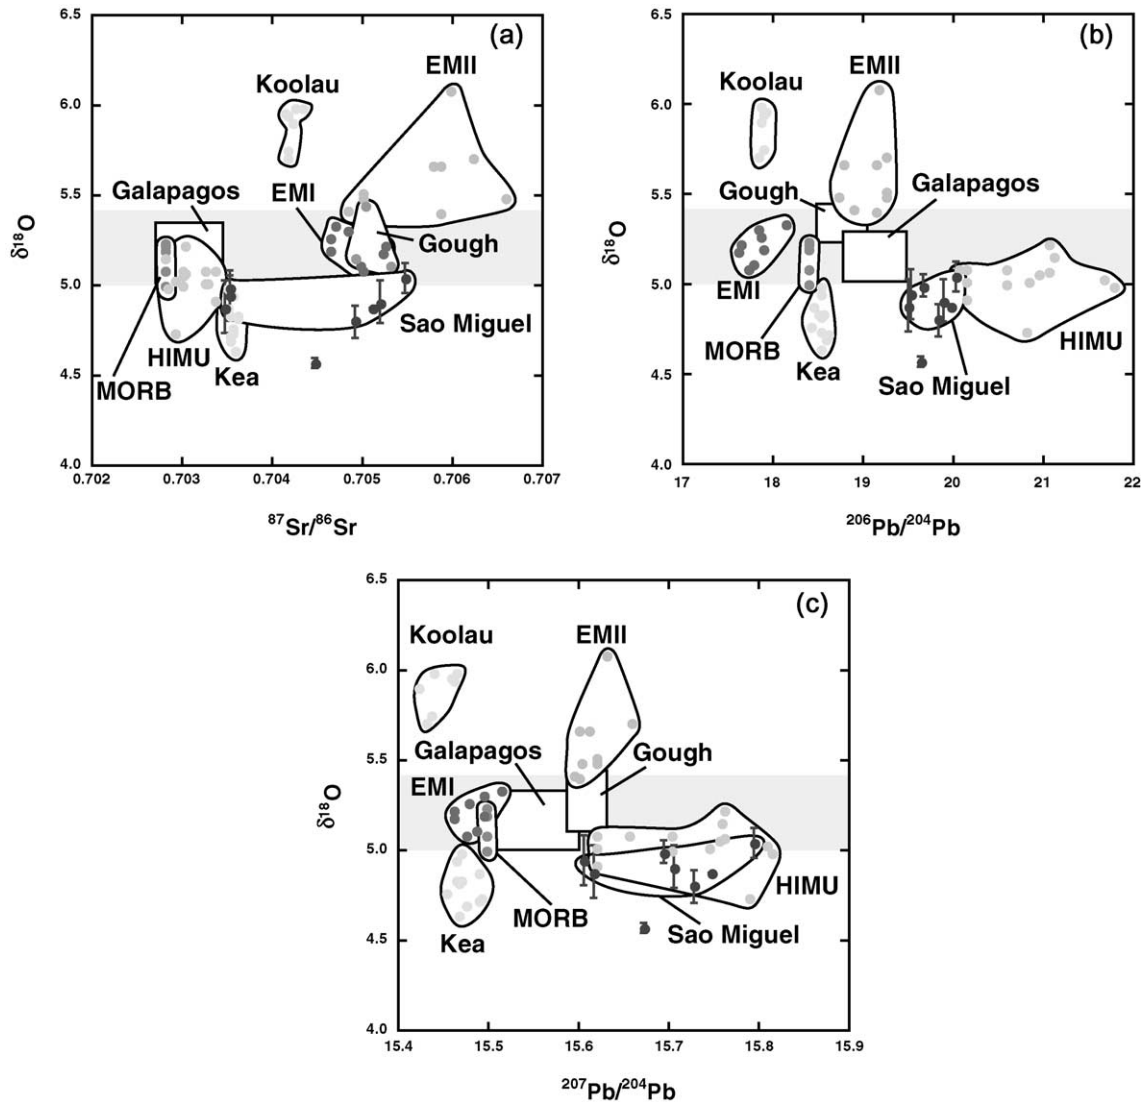 (a)
6.5
6.0
5.5
5.0
4.5
4.0
δ18O
Koolau
EMII
Galapagos
EMI
Gough
Sao Miguel
HIMU
Kea
MORB
0.702
0.703
0.704
0.705
0.706
0.707
87Sr/86Sr
(b)
6.5
6.0
5.5
5.0
4.5
4.0
δ18O
Koolau
EMII
Gough
Galapagos
EMI
MORB
Kea
HIMU
Sao Miguel
17
18
19
20
21
22
206Pb/204Pb
(c)
6.5
6.0
5.5
5.0
4.5
4.0
δ18O
Koolau
EMII
Galapagos
Gough
EMI
HIMU
MORB
Sao Miguel
Kea
15.4
15.5
15.6
15.7
15.8
15.9
207Pb/204Pb